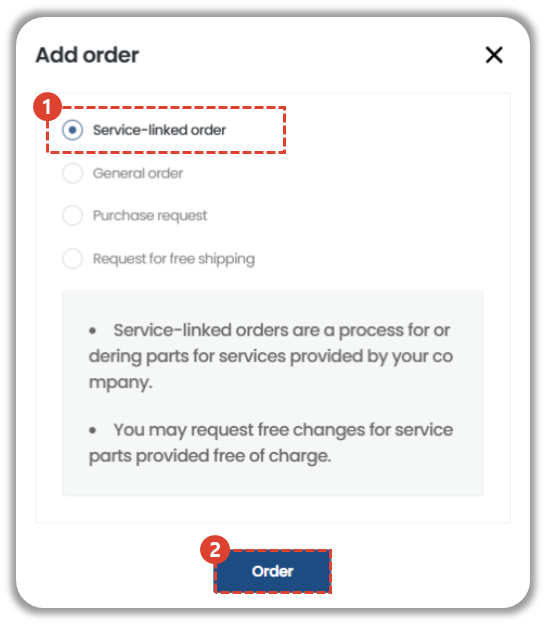 Add order
1
Service-linked order
General order
Purchase request
Request for free shipping
• Service-linked orders are a process for or
dering parts for services provided by your co
mpany.
• You may request free changes for service
parts provided free of charge.
2
Order